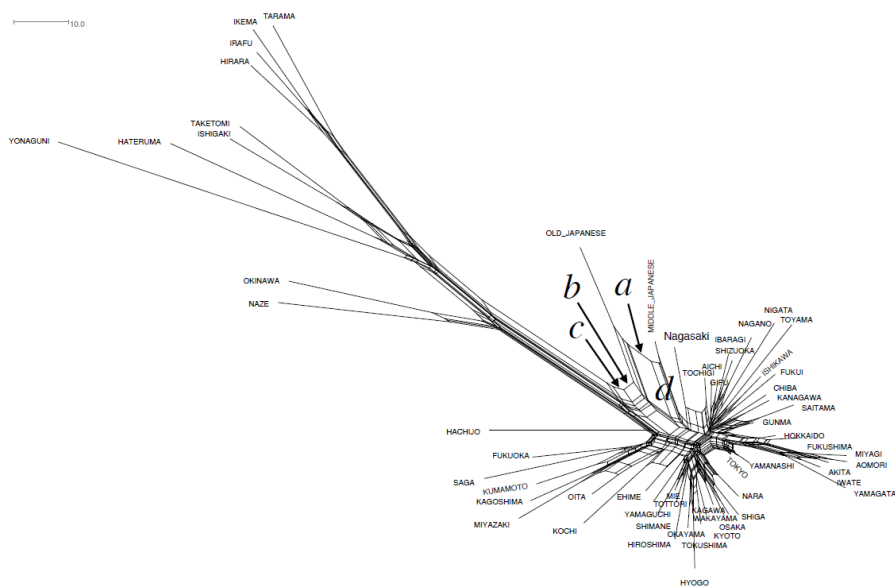 10.0
TARAMA
IKEMA
IRAFU
HIRARA
TAKETOMI
ISHIGAKI
YONAGUNI
HATERUMA
OLD_JAPANESE
MIDDLE_JAPANESE
OKINAWA
NAZE
a
b
c
d
Nagasaki
NIGATA
TOYAMA
NAGANO
IBARAGI
SHIZUOKA
AICHI
TOCHIGI
GIFU
ISHIKAWA
FUKUI
CHIBA
KANAGAWA
SAITAMA
GUNMA
HOKKAIDO
FUKUSHIMA
MIYAGI
AOMORI
AKITA
IWATE
YAMAGATA
YAMANASHI
TOKYO
HACHIJO
FUKUOKA
SAGA
KUMAMOTO
KAGOSHIMA
MIYAZAKI
OITA
KOCHI
EHIME
MIE
TOTTORI
YAMAGUCHI
SHIMANE
OKAYAMA
HIROSHIMA
TOKUSHIMA
KAGAWA
WAKAYAMA
NARA
SHIGA
OSAKA
KYOTO
HYOGO